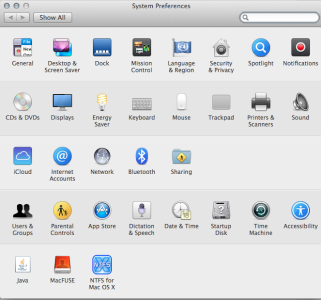 System Preferences
Show All
General
Desktop & Screen Saver
Dock
Mission Control
Language & Region
Security & Privacy
Spotlight
Notifications
CDs & DVDs
Displays
Energy Saver
Keyboard
Mouse
Trackpad
Printers & Scanners
Sound
iCloud
Internet Accounts
Network
Bluetooth
Sharing
Users & Groups
Parental Controls
App Store
Dictation & Speech
Date & Time
Startup Disk
Time Machine
Accessibility
Java
MacFUSE
NTFS for Mac OS X